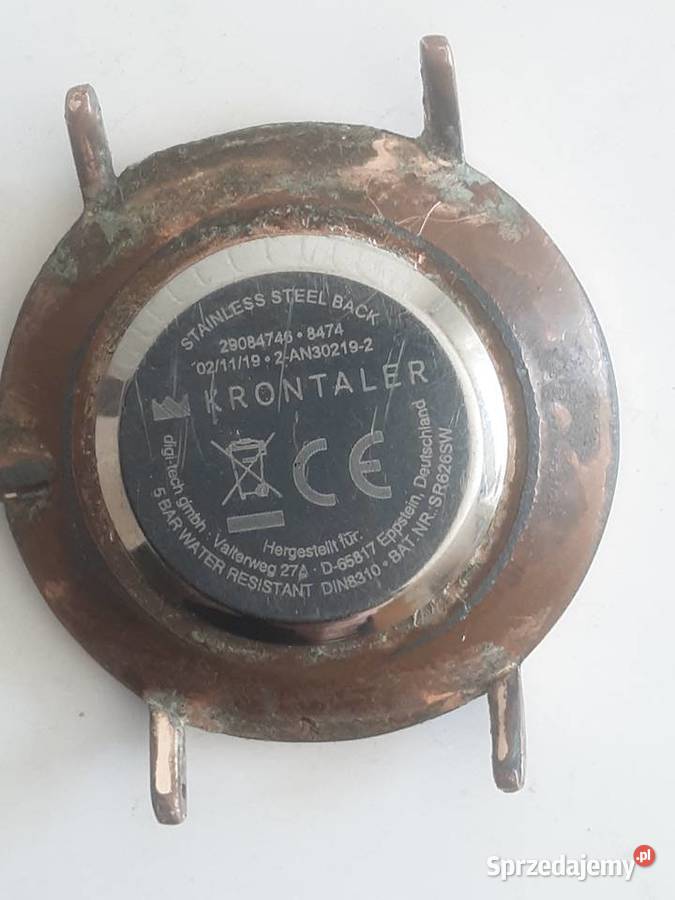 STAINLESS STEEL BACK
29084746 • 8474
02/11/19 • 2-AN30219-2
KRONTALER
CE
Hergestellt für:
digi-tech gmbh · Valterweg 27A · D-65817 Eppstein, Deutschland
5 BAR WATER RESISTANT DIN8310 • BAT. NR.: SR626SW
Sprzedajemy.pl